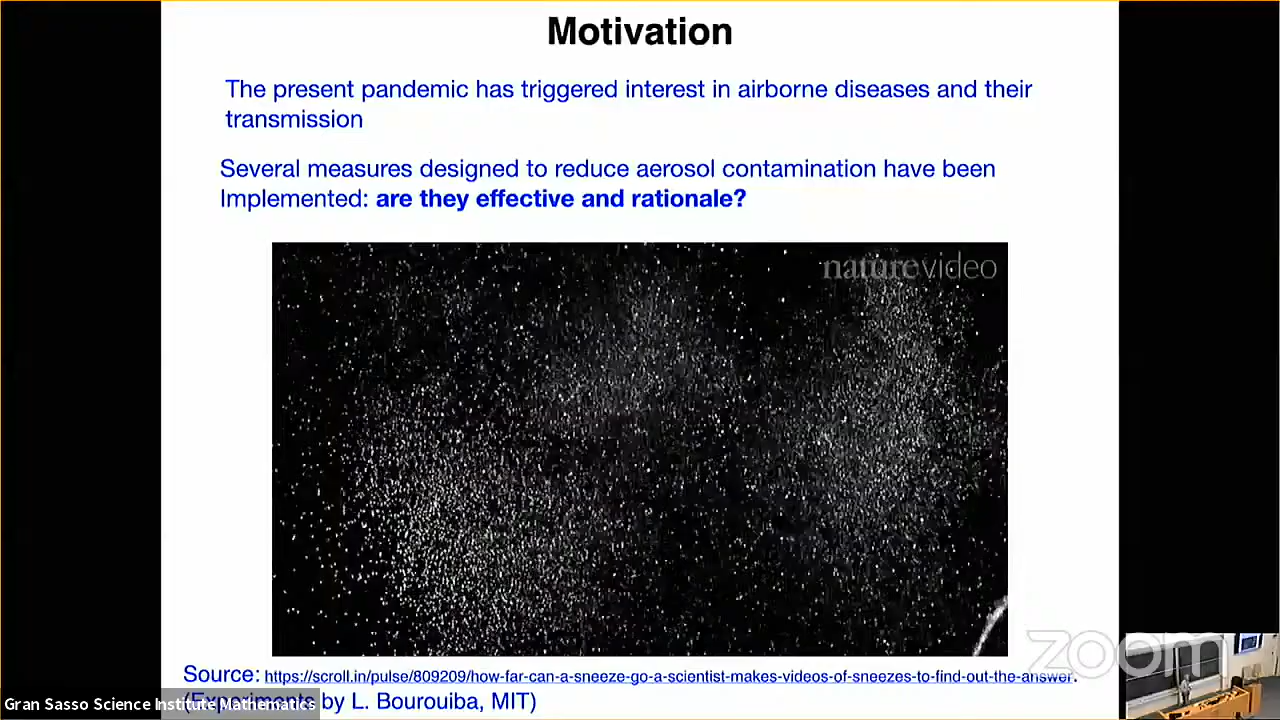 Motivation
The present pandemic has triggered interest in airborne diseases and their
transmission
Several measures designed to reduce aerosol contamination have been
Implemented: are they effective and rationale?
naturevideo
zoom
Source: https://scroll.in/pulse/809209/how-far-can-a-sneeze-go-a-scientist-makes-videos-of-sneezes-to-find-out-the-answer.
(Experiments by L. Bourouiba, MIT)
Gran Sasso Science Institute Mathematics